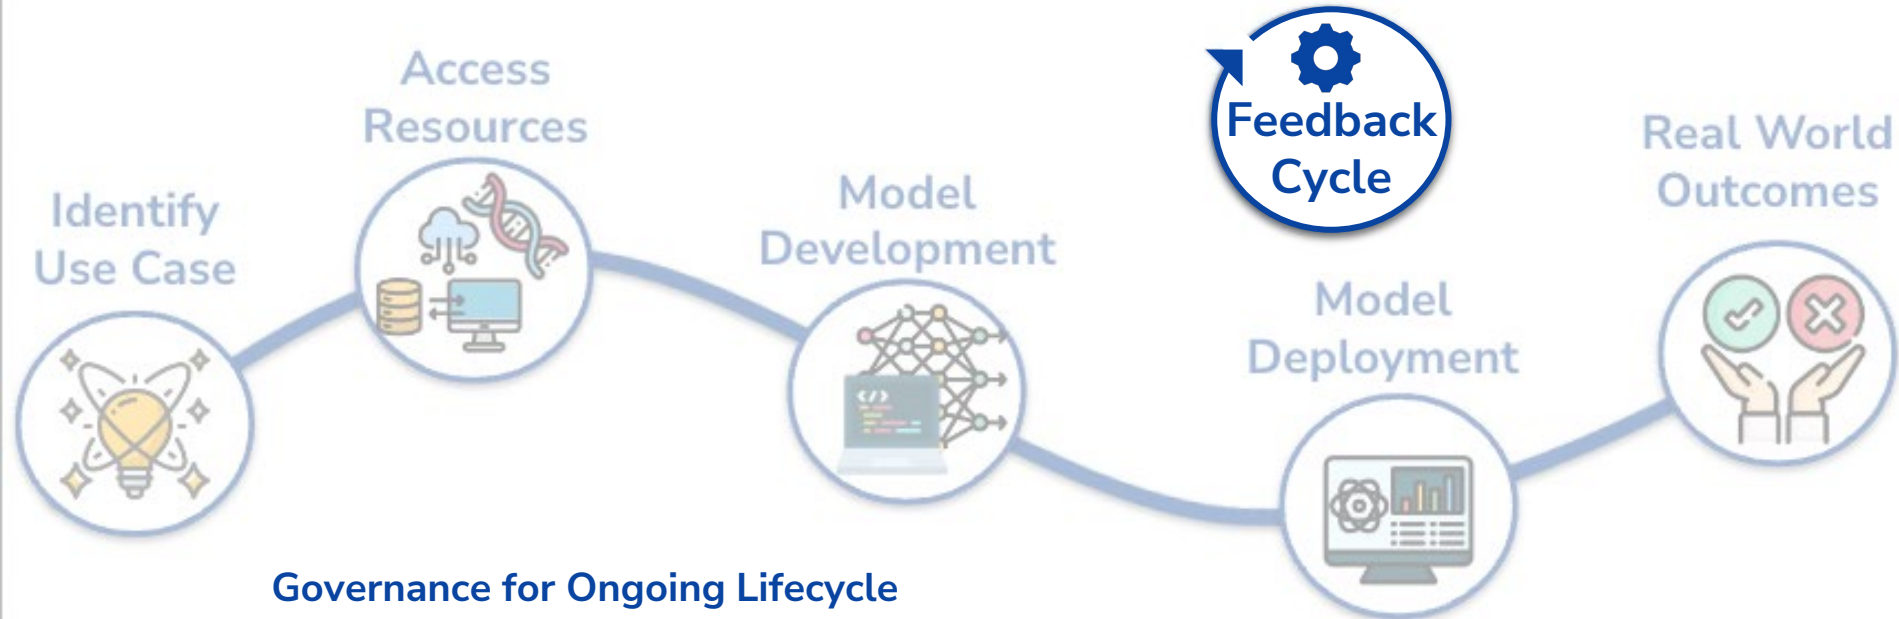 Identify
Use Case
Access
Resources
Model
Development
</>
Feedback
Cycle
Model
Deployment
Real World
Outcomes
Governance for Ongoing Lifecycle